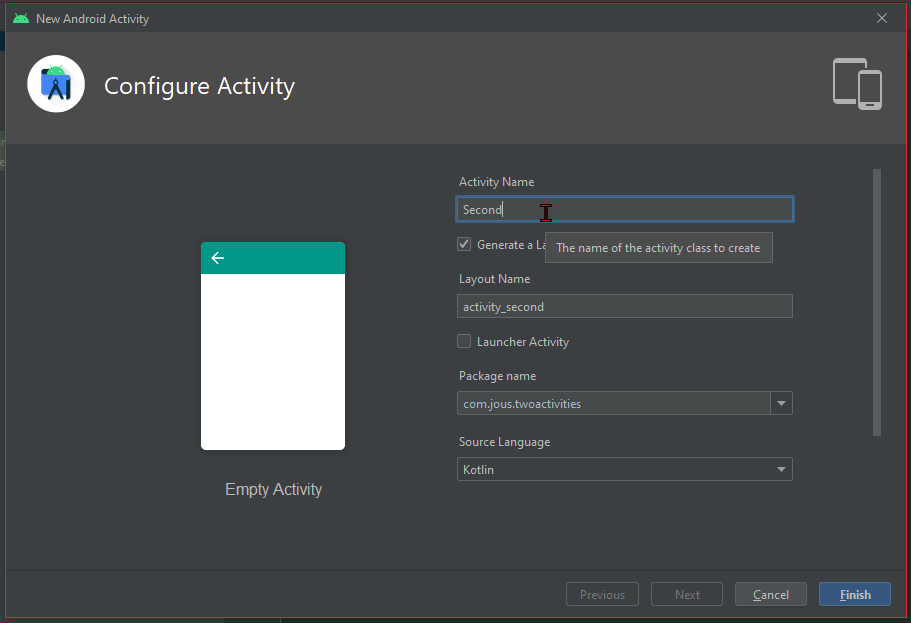 New Android Activity
Configure Activity
Activity Name
Second
Generate a La
The name of the activity class to create
Layout Name
activity_second
Launcher Activity
Package name
com.jous.twoactivities
Source Language
Kotlin
Empty Activity
Previous
Next
Cancel
Finish